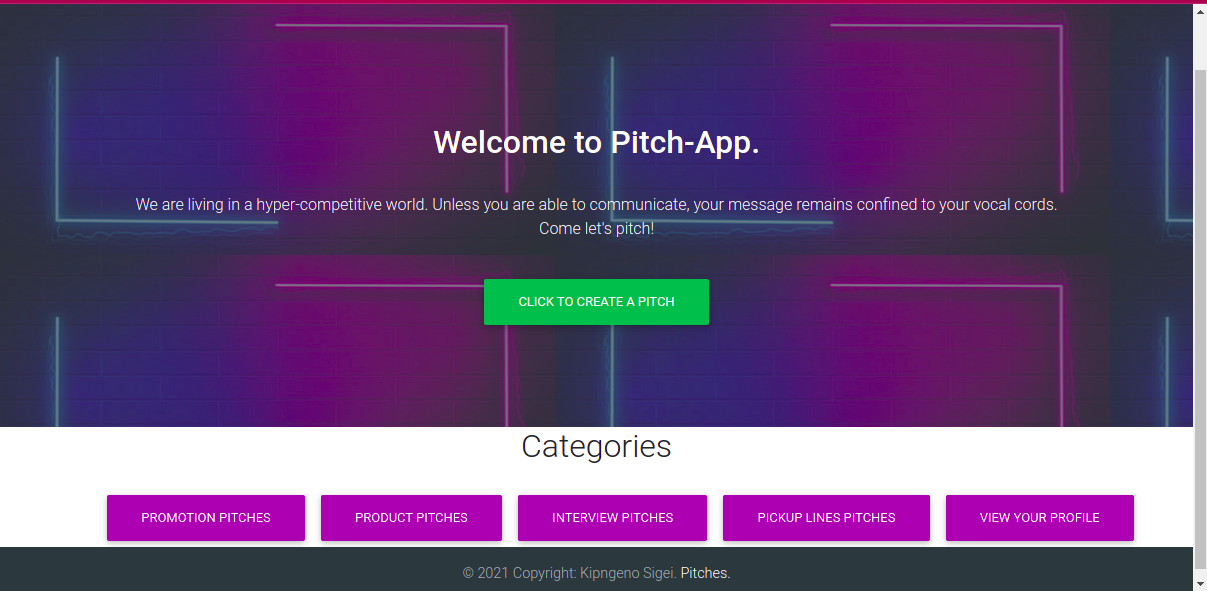 Welcome to Pitch-App.
We are living in a hyper-competitive world. Unless you are able to communicate, your message remains confined to your vocal cords.
Come let's pitch!
CLICK TO CREATE A PITCH
Categories
PROMOTION PITCHES
PRODUCT PITCHES
INTERVIEW PITCHES
PICKUP LINES PITCHES
VIEW YOUR PROFILE
© 2021 Copyright: Kipngeno Sigei. Pitches.